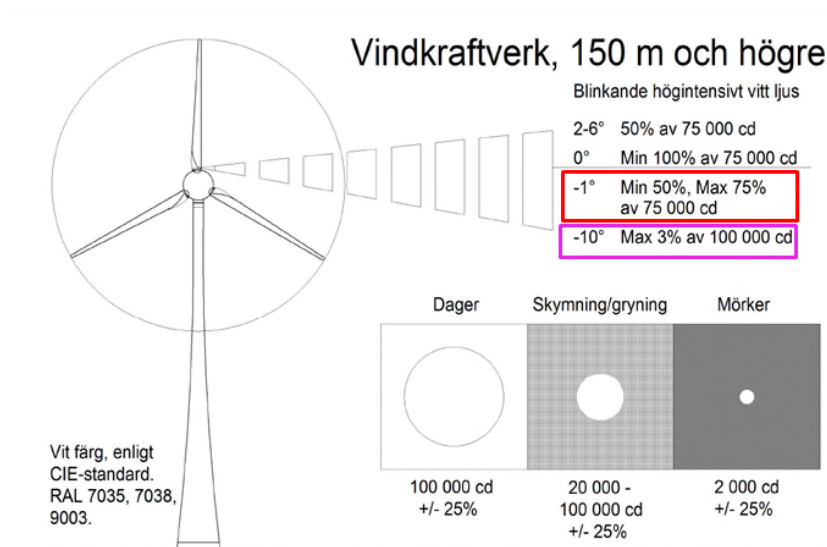 Vindkraftverk, 150 m och högre
Blinkande högintensivt vitt ljus
2-6° 50% av 75 000 cd
0° Min 100% av 75 000 cd
-1° Min 50%, Max 75%
av 75 000 cd
-10° Max 3% av 100 000 cd
Dager Skymning/gryning Mörker
100 000 cd
+/- 25%
20 000 -
100 000 cd
+/- 25%
2 000 cd
+/- 25%
Vit färg, enligt
CIE-standard.
RAL 7035, 7038,
9003.